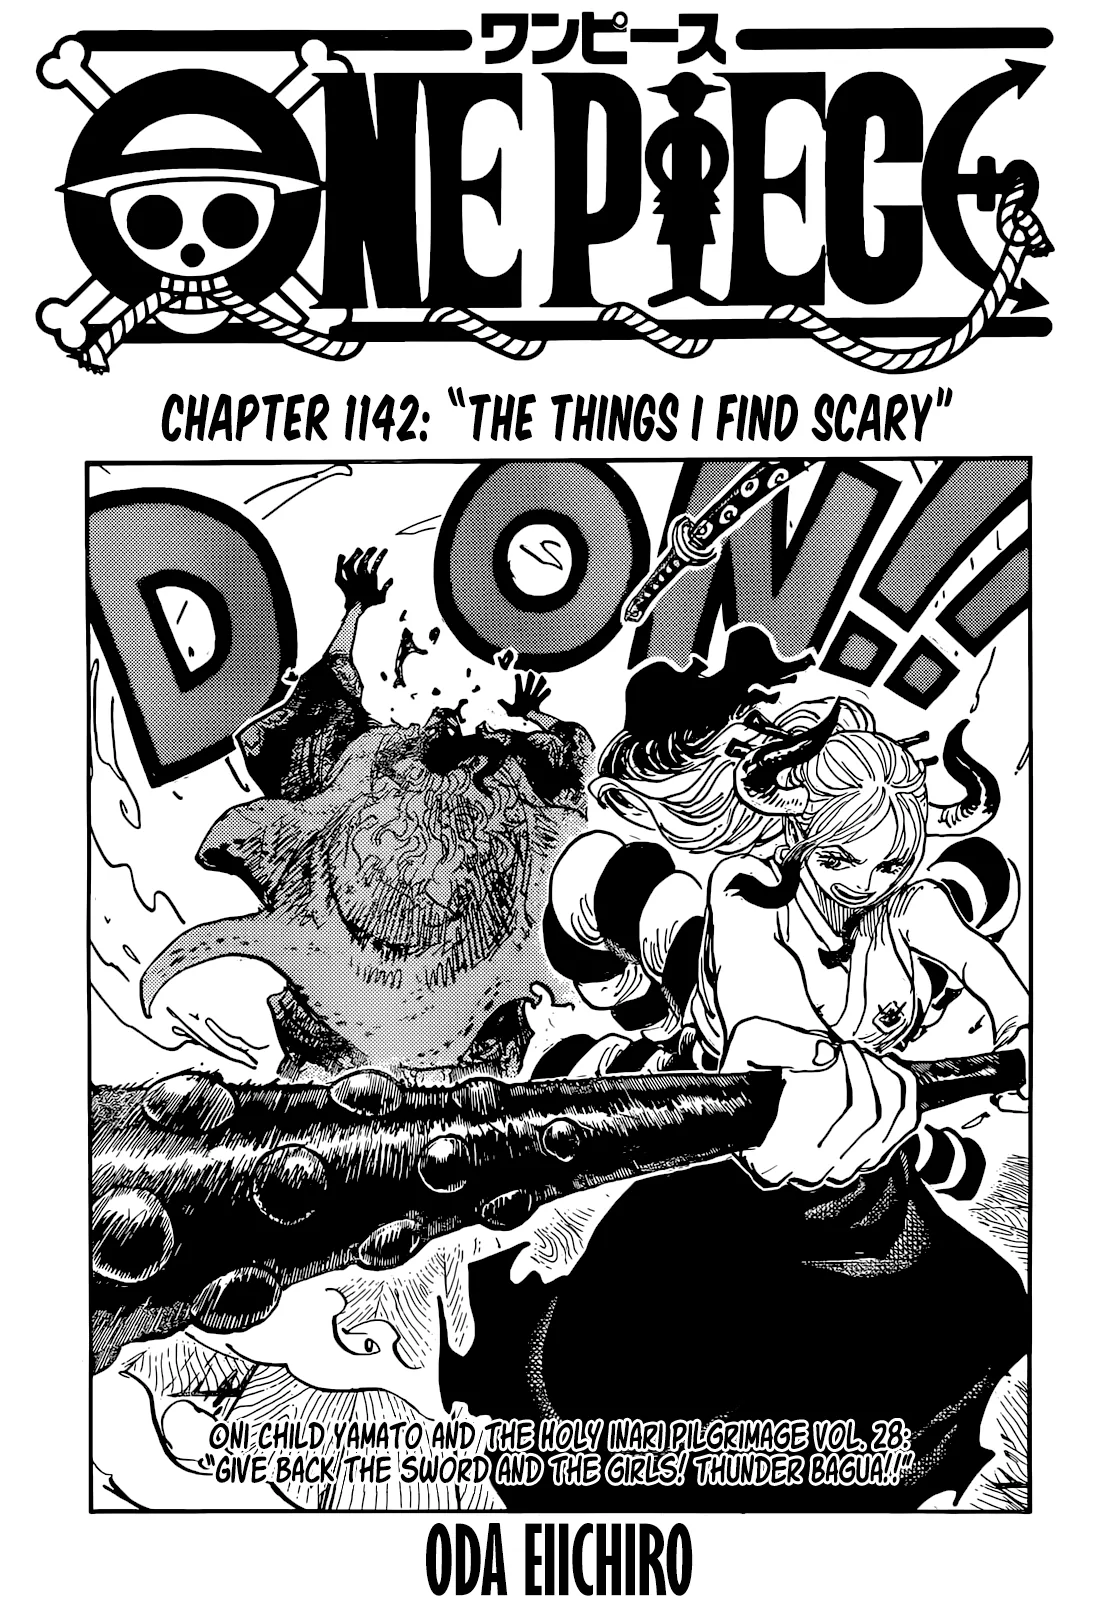 ワンピース
ONE PIECE
CHAPTER 1142: "THE THINGS I FIND SCARY"
DON!!
ONI CHILD YAMATO AND THE HOLY INARI PILGRIMAGE VOL. 28:
"GIVE BACK THE SWORD AND THE GIRLS! THUNDER BAGUA!!"
ODA EIICHIRO